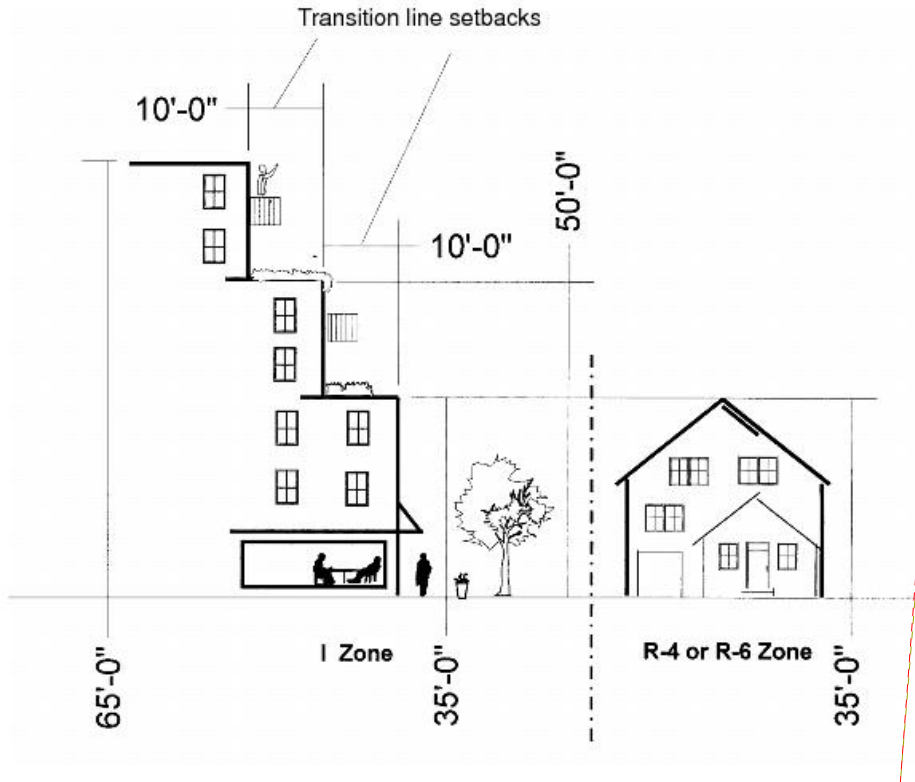 Transition line setbacks
10'-0"
50'-0"
10'-0"
I Zone
R-4 or R-6 Zone
65'-0"
35'-0"
35'-0"